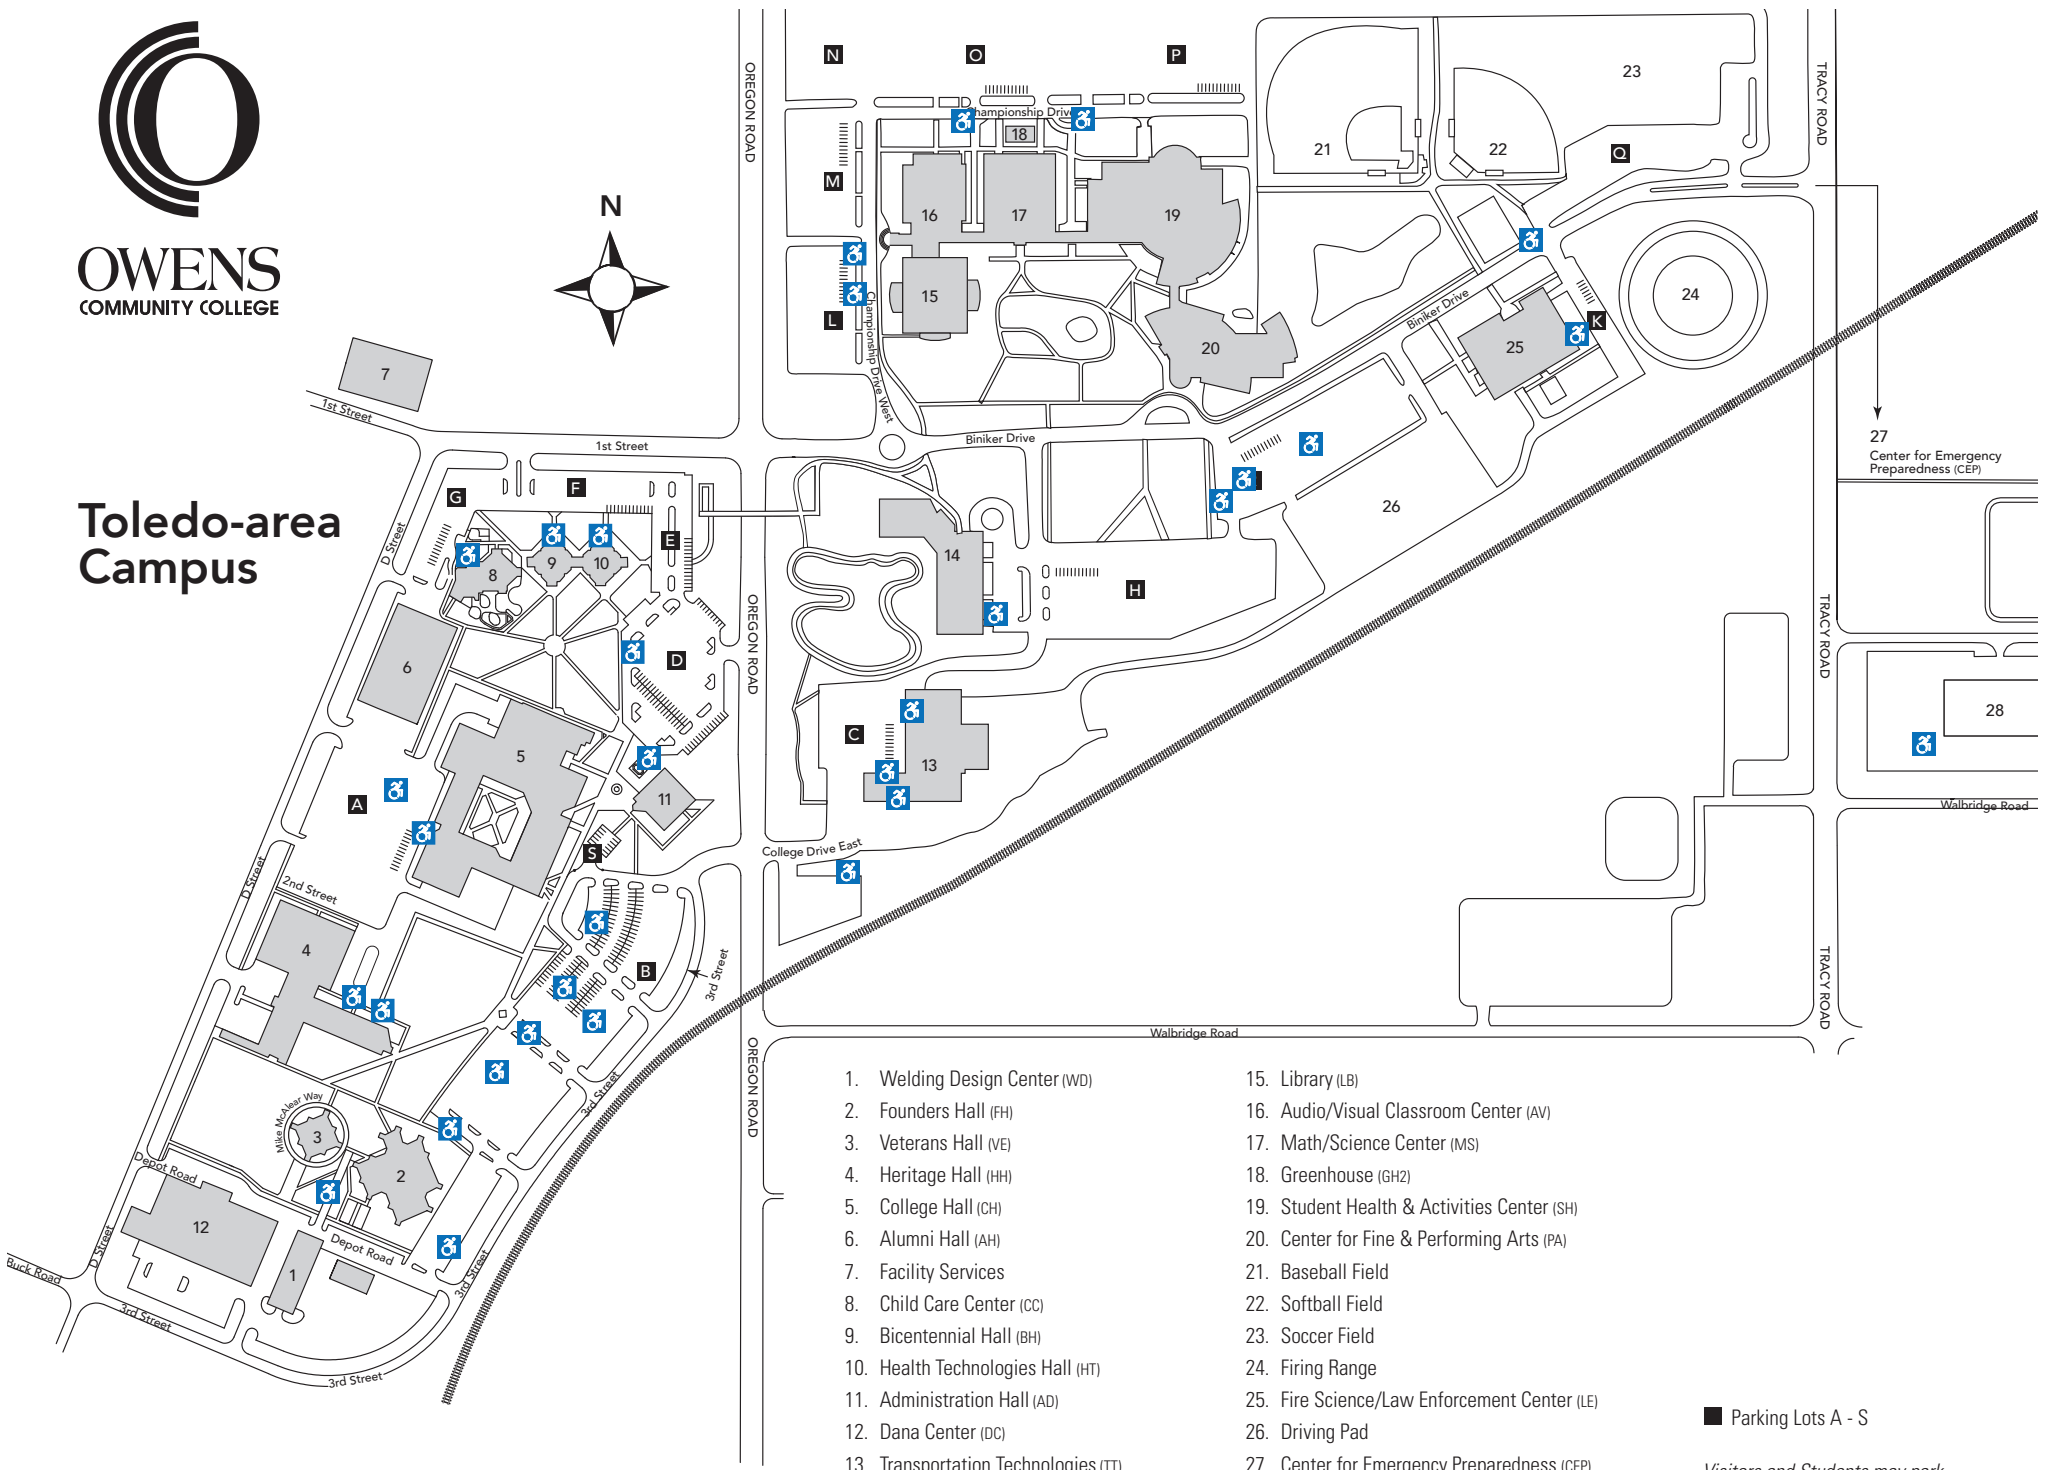 OWENS
COMMUNITY COLLEGE
Toledo-area
Campus
N
N
O
P
OREGON ROAD
TRACY ROAD
Championship Drive
18
23
21
22
Q
M
16
17
19
15
L
Championship Drive West
20
Biniker Drive
25
K
24
27
Center for Emergency
Preparedness (CEP)
7
1st Street
1st Street
Biniker Drive
G
F
E
D Street
8
9
10
14
H
26
6
D
OREGON ROAD
TRACY ROAD
28
5
C
13
11
A
S
College Drive East
Walbridge Road
D Street
2nd Street
4
B
3rd Street
TRACY ROAD
Walbridge Road
OREGON ROAD
3rd Street
Mike McAlear Way
3
2
Depot Road
12
Depot Road
1
D Street
Buck Road
3rd Street
3rd Street
3rd Street
1. Welding Design Center (WD)
2. Founders Hall (FH)
3. Veterans Hall (VE)
4. Heritage Hall (HH)
5. College Hall (CH)
6. Alumni Hall (AH)
7. Facility Services
8. Child Care Center (CC)
9. Bicentennial Hall (BH)
10. Health Technologies Hall (HT)
11. Administration Hall (AD)
12. Dana Center (DC)
13. Transportation Technologies (TT)
15. Library (LB)
16. Audio/Visual Classroom Center (AV)
17. Math/Science Center (MS)
18. Greenhouse (GH2)
19. Student Health & Activities Center (SH)
20. Center for Fine & Performing Arts (PA)
21. Baseball Field
22. Softball Field
23. Soccer Field
24. Firing Range
25. Fire Science/Law Enforcement Center (LE)
26. Driving Pad
27. Center for Emergency Preparedness (CEP)
Parking Lots A - S
Visitors and Students may park